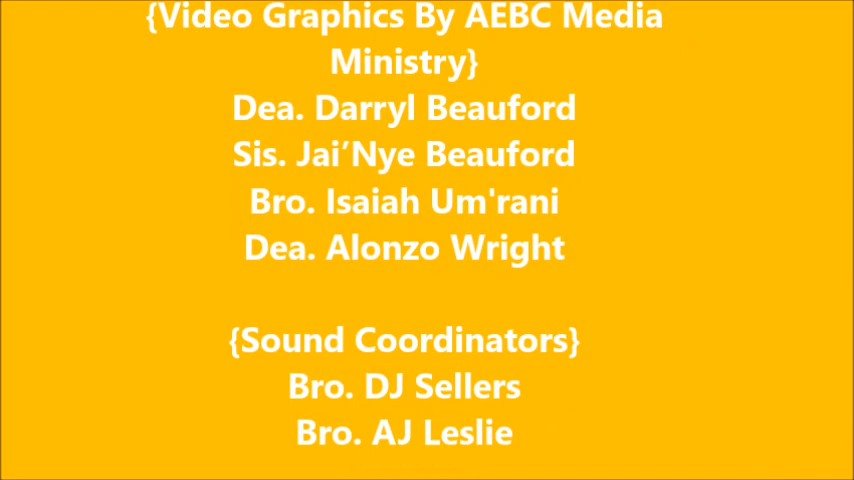 {Video Graphics By AEBC Media
Ministry}
Dea. Darryl Beauford
Sis. Jai’Nye Beauford
Bro. Isaiah Um'rani
Dea. Alonzo Wright
{Sound Coordinators}
Bro. DJ Sellers
Bro. AJ Leslie